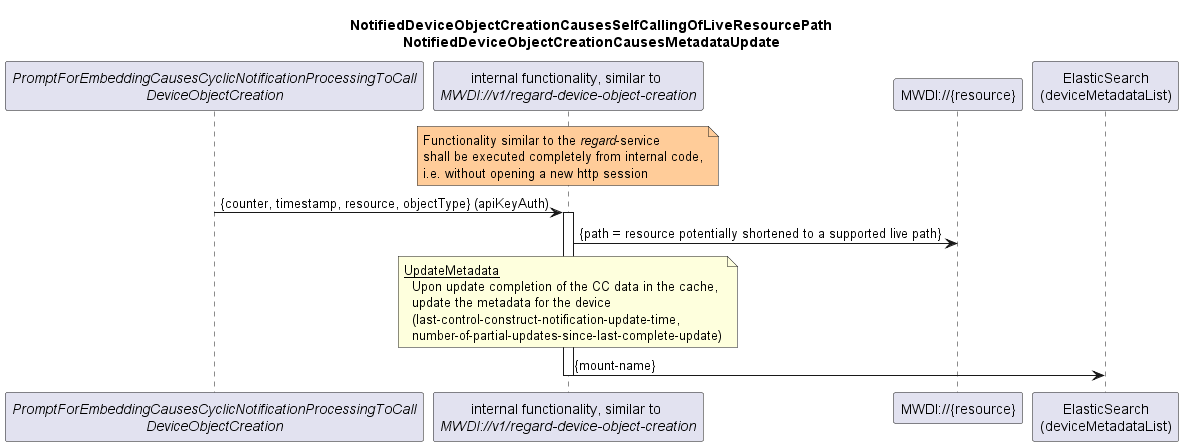 NotifiedDeviceObjectCreationCausesSelfCallingOfLiveResourcePath
NotifiedDeviceObjectCreationCausesMetadataUpdate
PromptForEmbeddingCausesCyclicNotificationProcessingToCall
DeviceObjectCreation
internal functionality, similar to
MWDI://v1/regard-device-object-creation
MWDI://{resource}
ElasticSearch
(deviceMetadataList)
Functionality similar to the regard-service
shall be executed completely from internal code,
i.e. without opening a new http session
{counter, timestamp, resource, objectType} (apiKeyAuth)
{path = resource potentially shortened to a supported live path}
UpdateMetadata
Upon update completion of the CC data in the cache,
update the metadata for the device
(last-control-construct-notification-update-time,
number-of-partial-updates-since-last-complete-update)
{mount-name}
PromptForEmbeddingCausesCyclicNotificationProcessingToCall
DeviceObjectCreation
internal functionality, similar to
MWDI://v1/regard-device-object-creation
MWDI://{resource}
ElasticSearch
(deviceMetadataList)